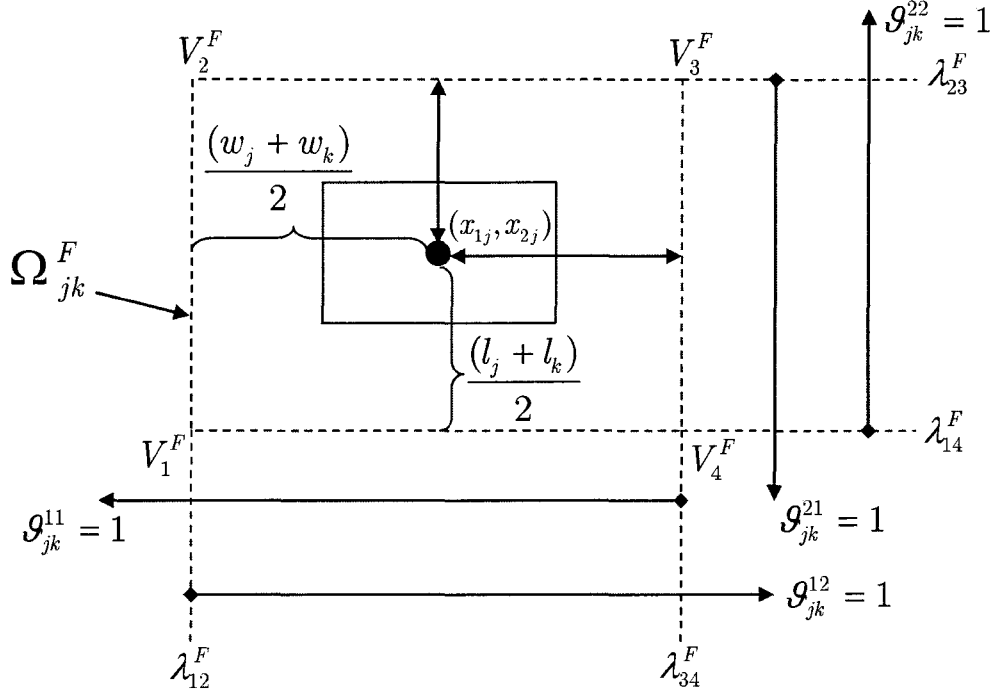 ϑ_{jk}^{22} = 1
V_2^F
V_3^F
λ_{23}^F
(w_j + w_k)
2
(x_{1j}, x_{2j})
Ω_{jk}^F
(l_j + l_k)
2
λ_{14}^F
V_1^F
V_4^F
ϑ_{jk}^{11} = 1
ϑ_{jk}^{21} = 1
ϑ_{jk}^{12} = 1
λ_{12}^F
λ_{34}^F